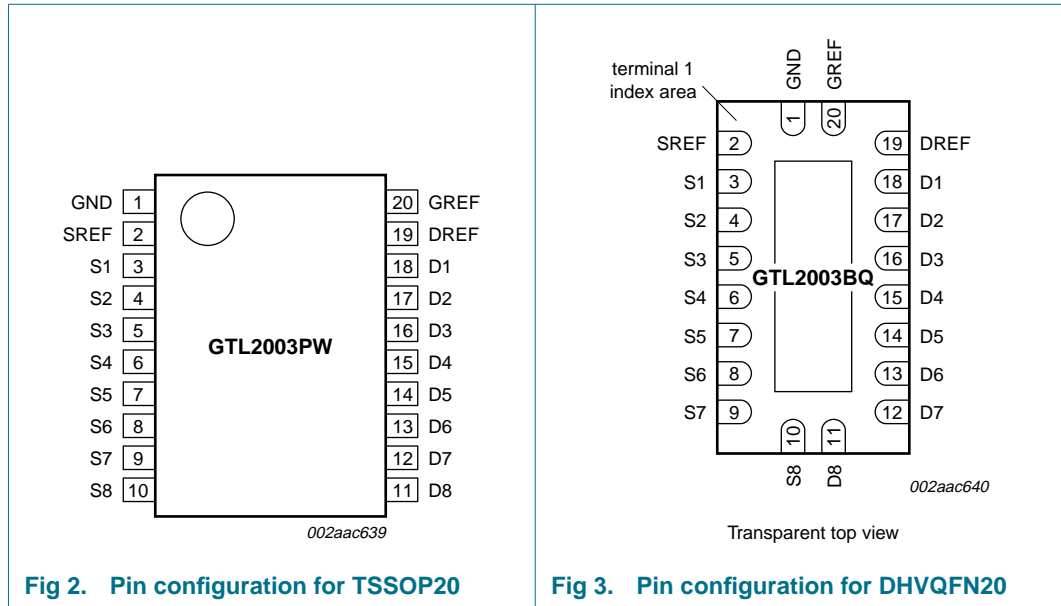 GND 1
SREF 2
S1 3
S2 4
S3 5
S4 6
S5 7
S6 8
S7 9
S8 10
GTL2003PW
20 GREF
19 DREF
18 D1
17 D2
16 D3
15 D4
14 D5
13 D6
12 D7
11 D8
002aac639
Fig 2. Pin configuration for TSSOP20
terminal 1
index area
GND
GREF
1
20
SREF 2
S1 3
S2 4
S3 5
S4 6
S5 7
S6 8
S7 9
GTL2003BQ
19 DREF
18 D1
17 D2
16 D3
15 D4
14 D5
13 D6
12 D7
10
11
S8
D8
002aac640
Transparent top view
Fig 3. Pin configuration for DHVQFN20